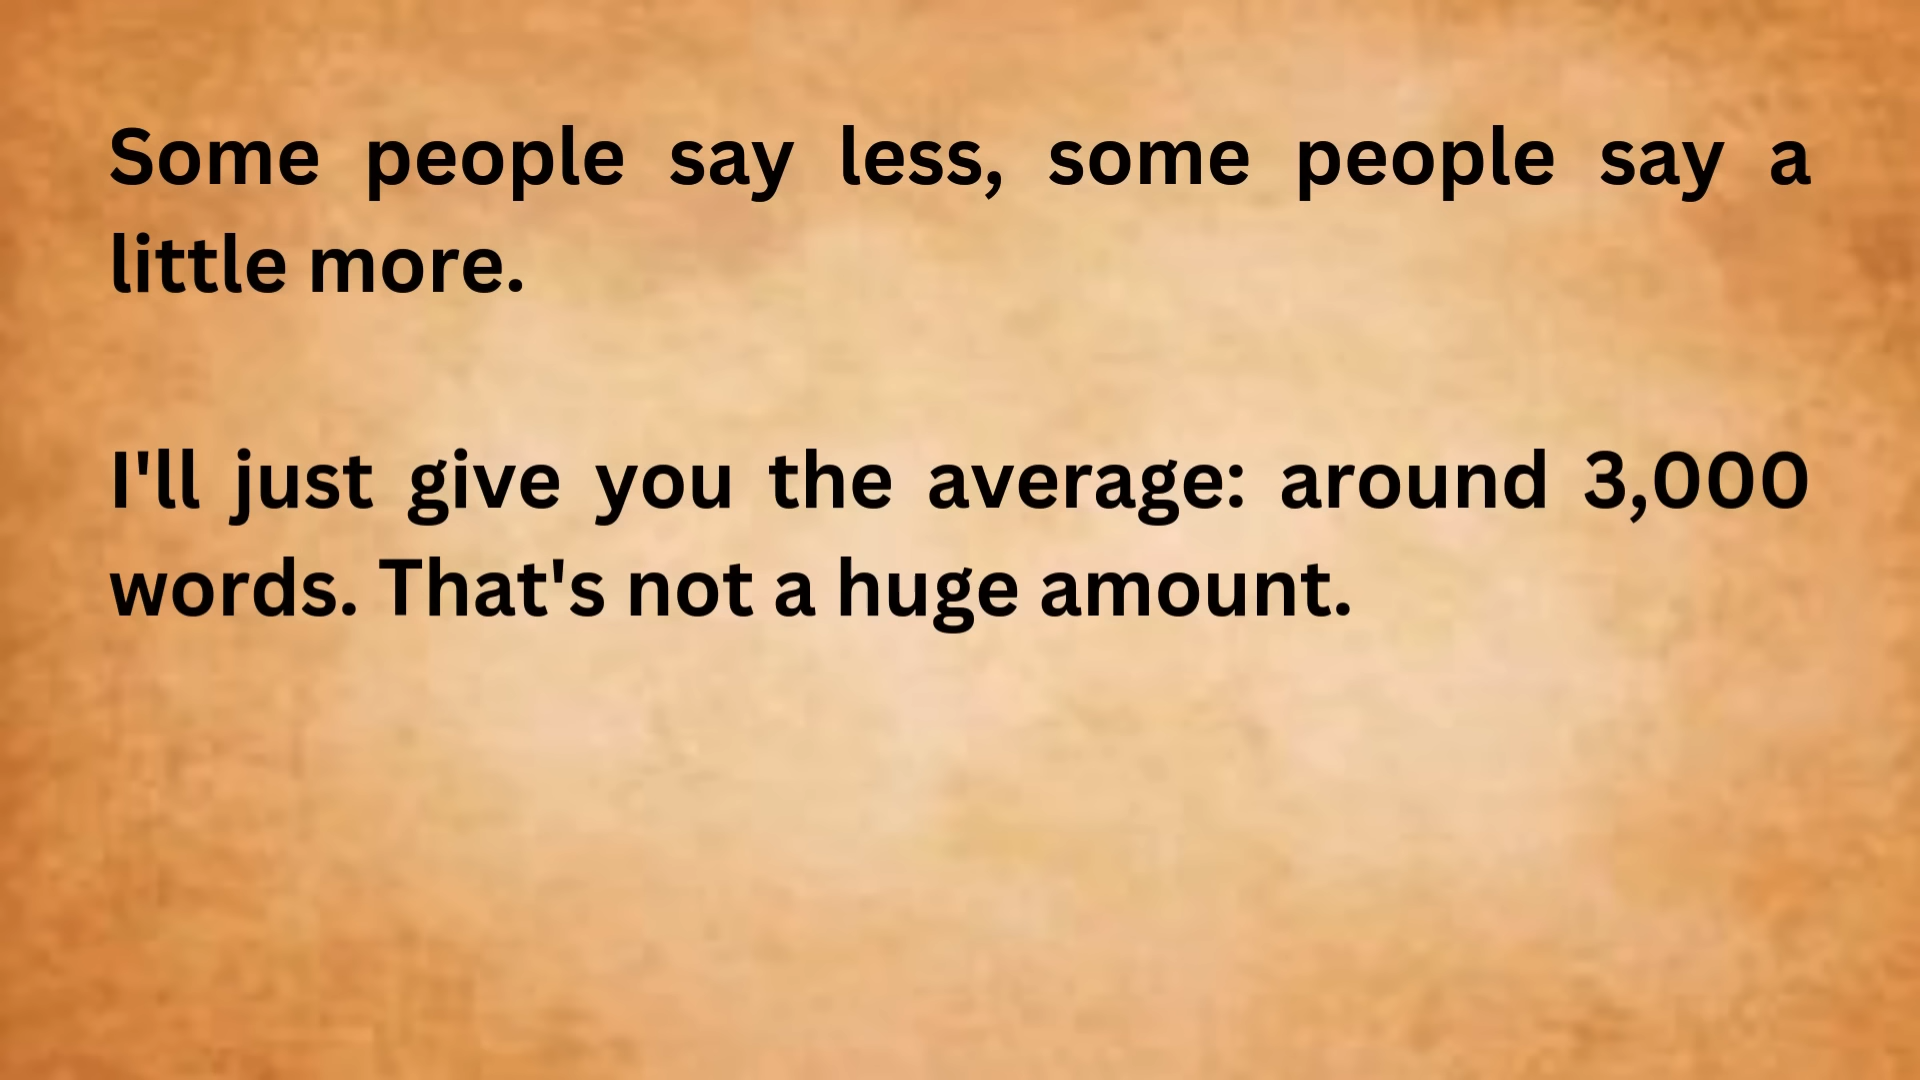 Some people say less, some people say a
little more.
I'll just give you the average: around 3,000
words. That's not a huge amount.